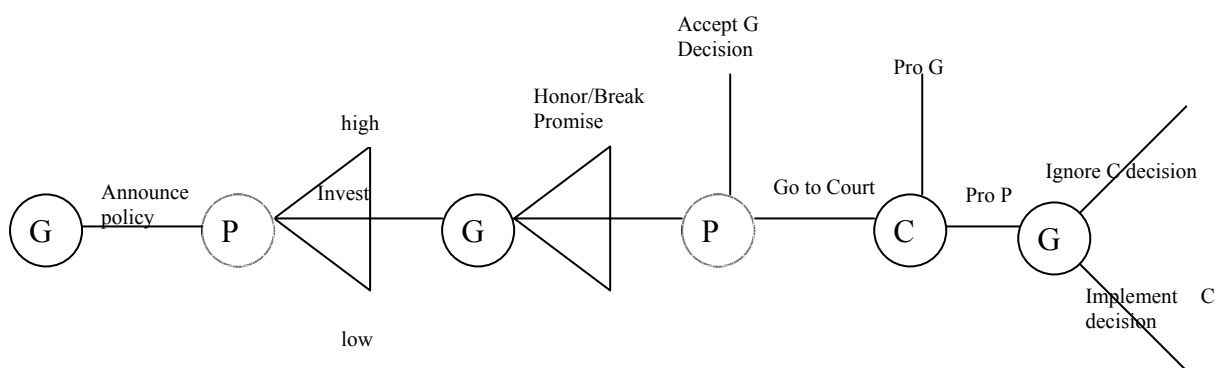 Accept G
Decision
Pro G
Honor/Break
Promise
high
Ignore C decision
Announce
policy
Invest
Go to Court
Pro P
G
P
G
P
C
G
Implement C
decision
low